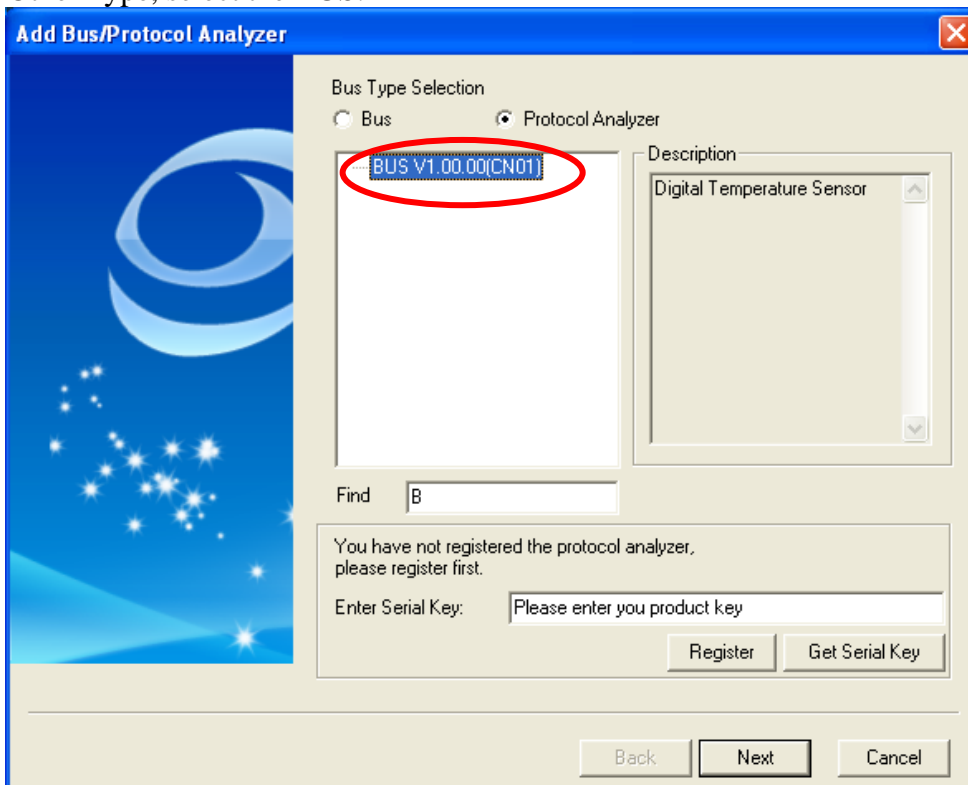 Add Bus/Protocol Analyzer
Bus Type Selection
Bus
Protocol Analyzer
BUS V1.00.00(CN01)
Description
Digital Temperature Sensor
Find
B
You have not registered the protocol analyzer,
please register first.
Enter Serial Key:
Please enter you product key
Register
Get Serial Key
Back
Next
Cancel